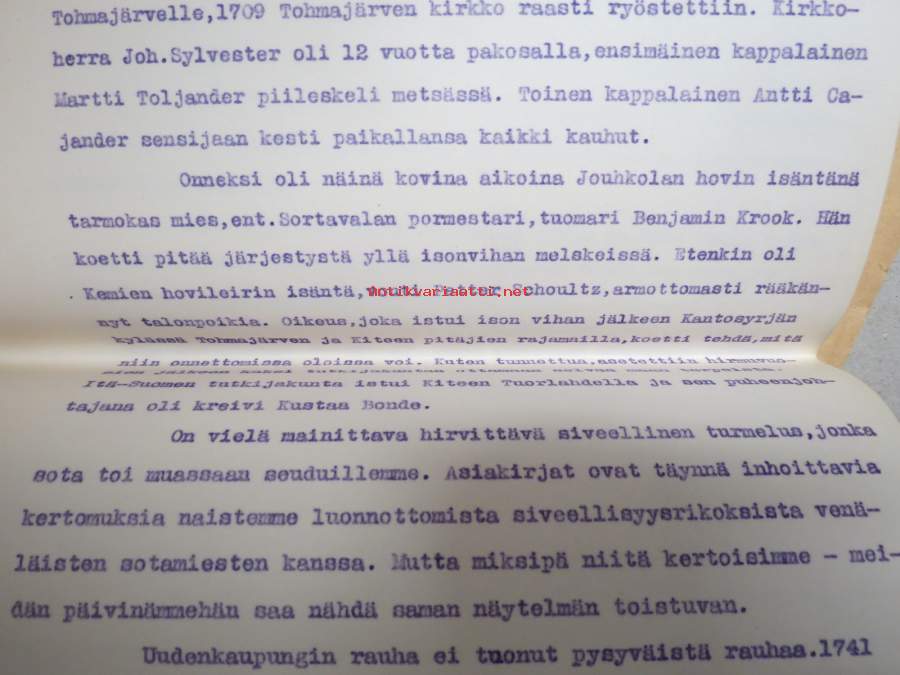 Tohmajärvelle,1709 Tohmajärven kirkko raasti ryöstettiin. Kirkko-
herra Joh.Sylvester oli 12 vuotta pakosalla,ensimäinen kappalainen
Martti Toljander piileskeli metsässä. Toinen kappalainen Antti Ca-
jander sensijaan kesti paikallansa kaikki kauhut.
Onneksi oli näinä kovina aikoina Jouhkolan hovin isäntänä
tarmokas mies,ent.Sortavalan pormestari,tuomari Benjamin Krook. Hän
koetti pitää järjestystä yllä isonvihan melskeissä. Etenkin oli
Kemien hovileirin isäntä,vouti Petter Schoultz,armottomasti rääkän-
antikvariaatti.net
nyt talonpoikia. Oikeus,joka istui ison vihan jälkeen Kantosyrjän
kylässä Tohmajärven ja Kiteen pitäjien rajamailla,koetti tehdä,mitä
niin onnettomissa oloissa voi. Kuten tunnettua,asetettiin
Itä-Suomen tutkijakunta istui Kiteen Tuorlahdella ja sen puheenjoh-
tajana oli kreivi Kustaa Bonde.
On vielä mainittava hirvittävä siveellinen turmelus,jonka
sota toi muassaan seuduillemme. Asiakirjat ovat täynnä inhoittavia
kertomuksia naistemme luonnottomista siveellisyysrikoksista venä-
läisten sotamiesten kanssa. Mutta miksipä niitä kertoisimme - mei-
dän päivinämmehän saa nähdä saman näytelmän toistuvan.
Uudenkaupungin rauha ei tuonut pysyväistä rauhaa.1741